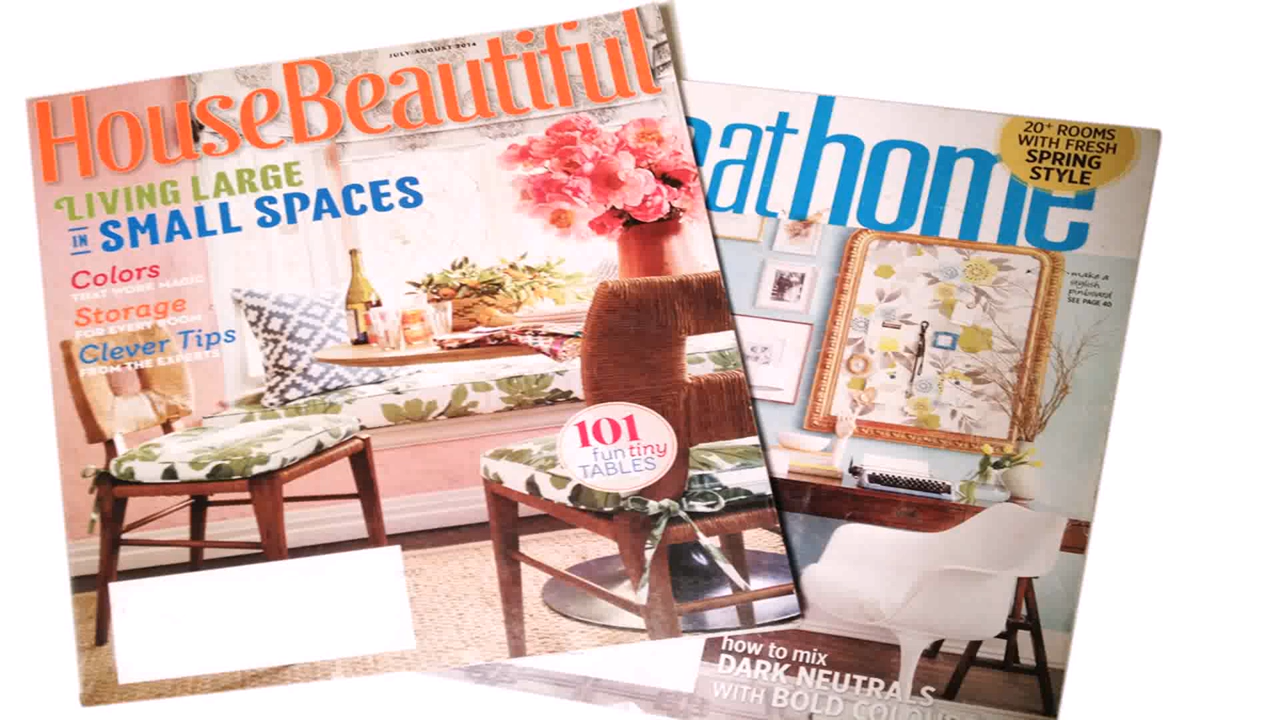 JULY/AUGUST 2014
HouseBeautiful
LIVING LARGE
IN SMALL SPACES
Colors
THAT WORK MAGIC
Storage
FOR EVERY ROOM
Clever Tips
FROM THE EXPERTS
101
fun tiny
TABLES
athome
20+ ROOMS
WITH FRESH
SPRING
STYLE
make a
stylish
pinboard
SEE PAGE 40
how to mix
DARK NEUTRALS
WITH BOLD